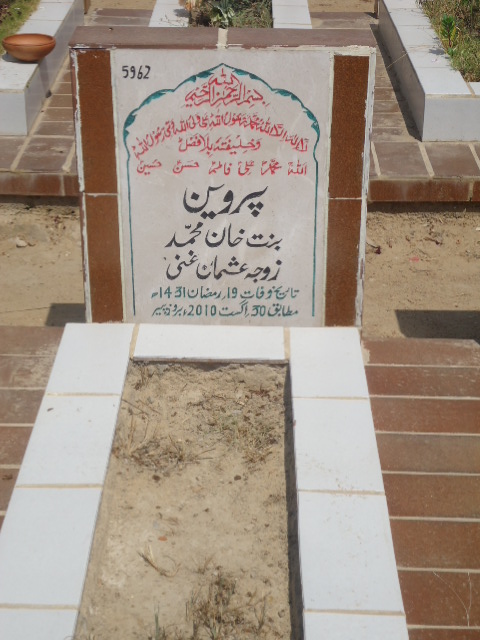 5962
بسم اللہ الرحمن الرحیم
لا الہ الا اللہ محمد رسول اللہ علی ولی اللہ وصی رسول اللہ
وخلیفتہ بلا فصل
اللہ محمد علی فاطمہ حسن حسین
پروین
بنت خان محمّد
زوجہ عثمان غنی
تاریخ وفات 19 رمضان 1431ھ
مطابق 30 اگست 2010ء بروز پیر